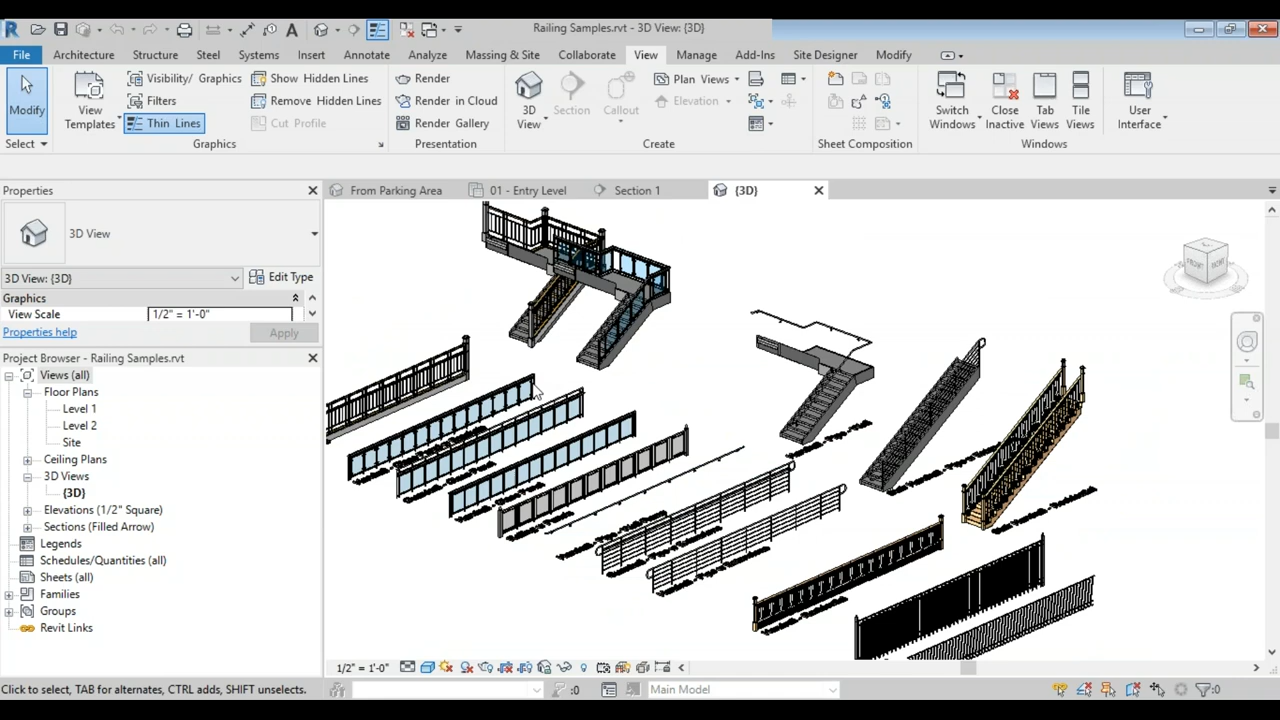 Railing Samples.rvt - 3D View: {3D}
File Architecture Structure Steel Systems Insert Annotate Analyze Massing & Site Collaborate View Manage Add-Ins Site Designer Modify
Modify
View Templates
Visibility/ Graphics
Filters
Thin Lines
Show Hidden Lines
Remove Hidden Lines
Cut Profile
Render
Render in Cloud
Render Gallery
3D View
Section
Callout
Plan Views
Elevation
Switch Windows
Close Inactive
Tab Views
Tile Views
User Interface
Select Graphics Presentation Create Sheet Composition Windows
Properties
From Parking Area 01 - Entry Level Section 1 {3D}
3D View
3D View: {3D} Edit Type
Graphics
View Scale 1/2" = 1'-0"
Properties help Apply
Project Browser - Railing Samples.rvt
Views (all)
Floor Plans
Level 1
Level 2
Site
Ceiling Plans
3D Views
{3D}
Elevations (1/2" Square)
Sections (Filled Arrow)
Legends
Schedules/Quantities (all)
Sheets (all)
Families
Groups
Revit Links
FRONT
1/2" = 1'-0"
Click to select, TAB for alternates, CTRL adds, SHIFT unselects.
:0
Main Model
:0